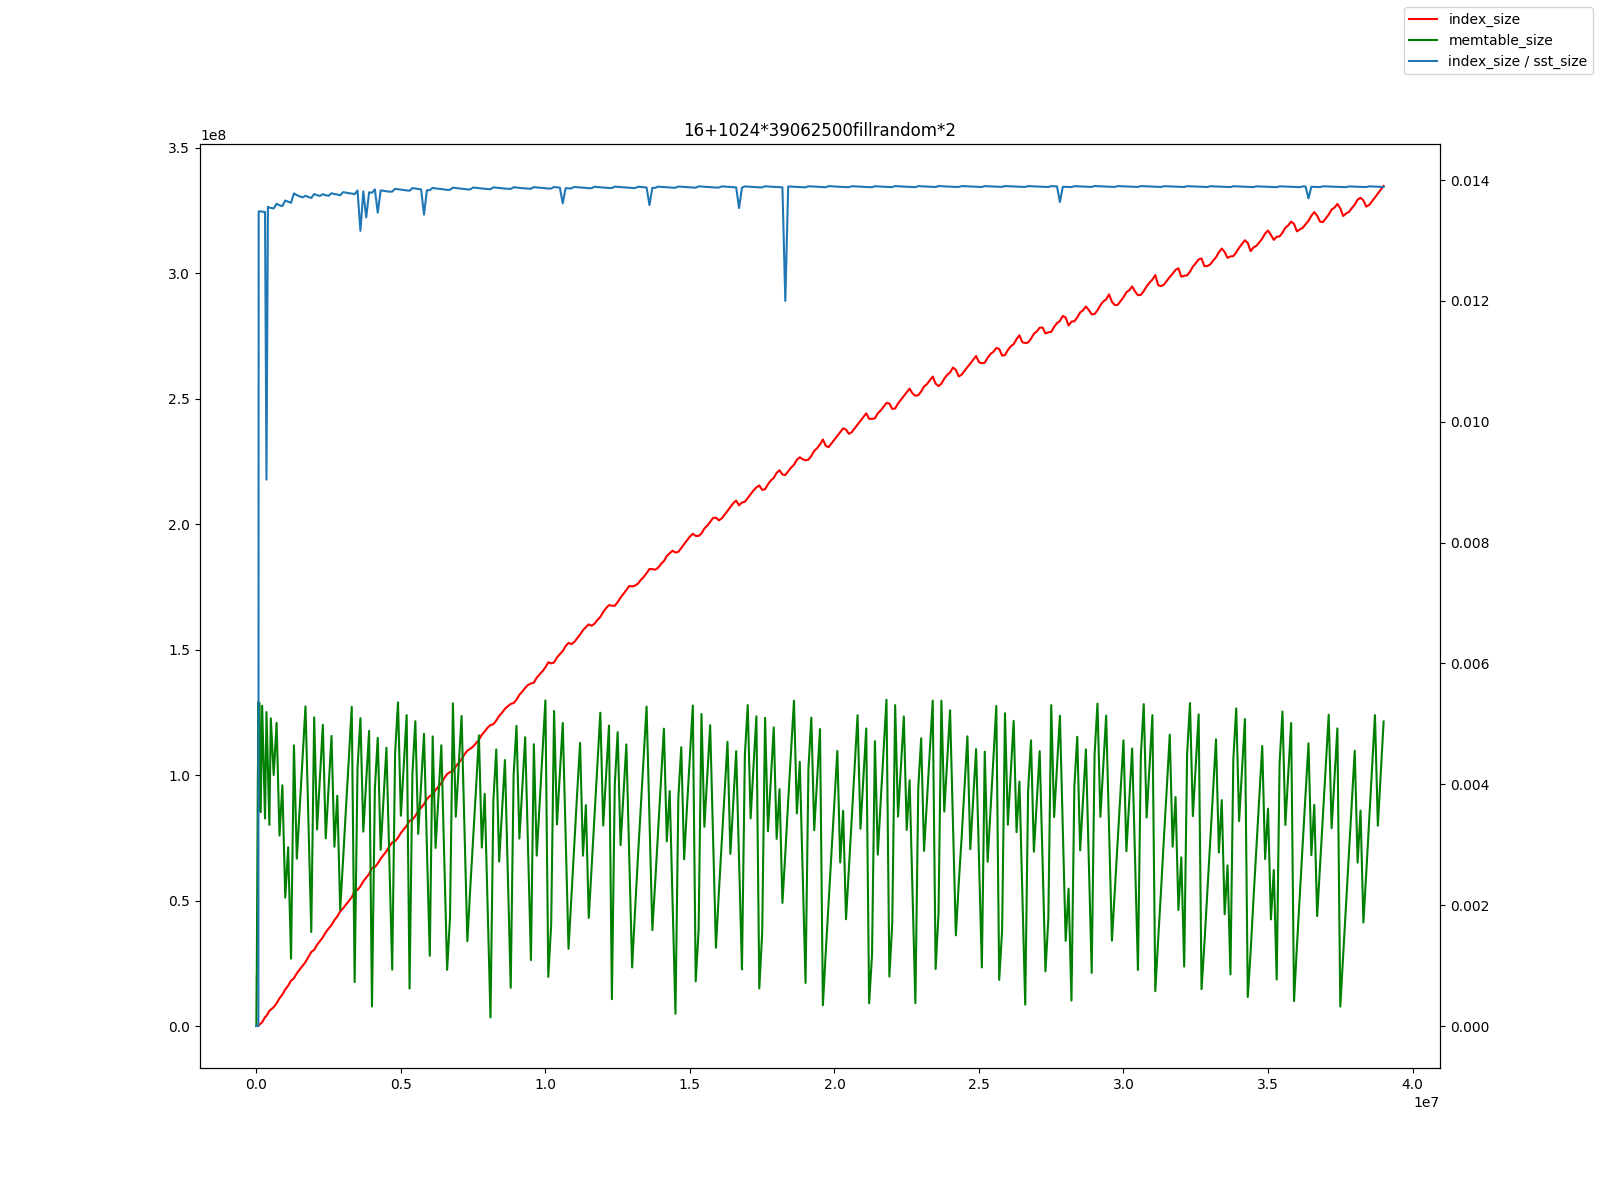 index_size
memtable_size
index_size / sst_size
16+1024*39062500fillrandom*2
1e8
3.5
3.0
2.5
2.0
1.5
1.0
0.5
0.0
0.014
0.012
0.010
0.008
0.006
0.004
0.002
0.000
0.0 0.5 1.0 1.5 2.0 2.5 3.0 3.5 4.0
1e7